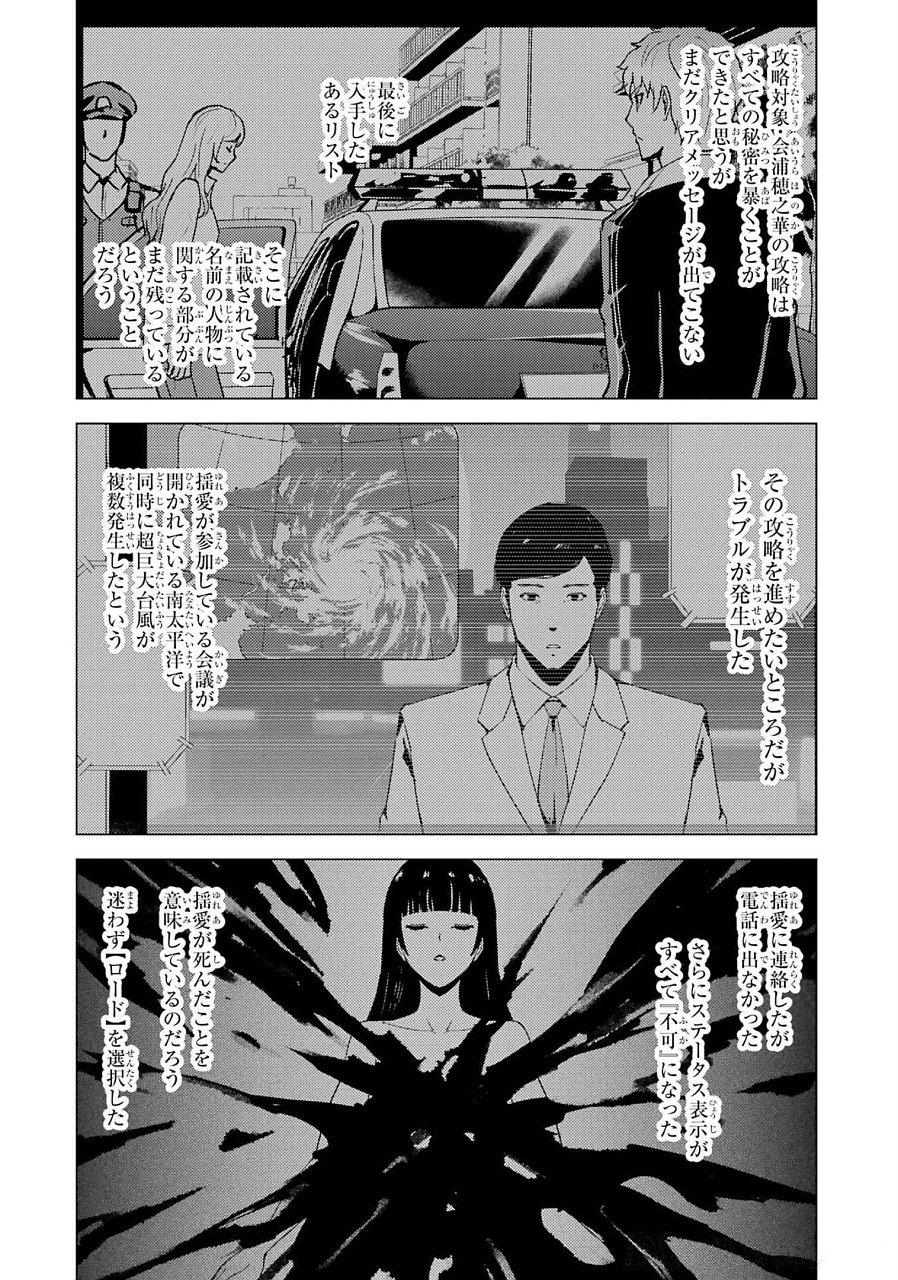 攻略対象・会浦穂之華の攻略は
すべての秘密を暴くことが
できたと思うが
まだクリアメッセージが出てこない
最後に
入手した
あるリスト
そこに
記載されている
名前の人物に
関する部分が
まだ残っている
ということ
だろう
その攻略を進めたいところだが
トラブルが発生した
揺愛が参加している会議が
開かれている南太平洋で
同時に超巨大台風が
複数発生したという
揺愛に連絡したが
電話に出なかった
さらにステータス表示が
すべて『不可』になった
揺愛が死んだことを
意味しているのだろう
迷わず【ロード】を選択した